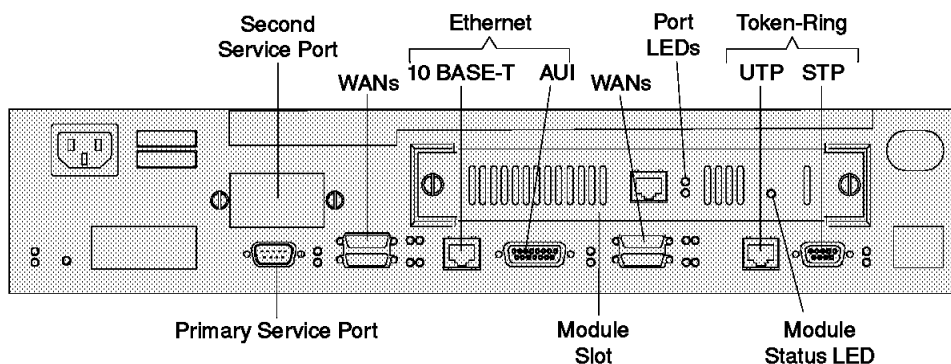 Second
Service Port
WANs
Ethernet
10 BASE-T
AUI
WANs
Port
LEDs
Token-Ring
UTP
STP
Primary Service Port
Module
Slot
Module
Status LED